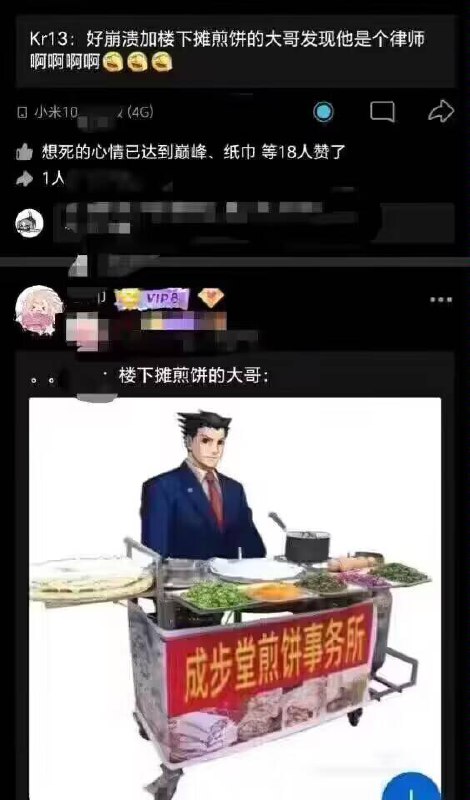 Kr13：好崩溃加楼下摊煎饼的大哥发现他是个律师
啊啊啊啊
小米10
(4G)
想死的心情已达到巅峰、纸巾 等18人赞了
1人
VIP8
。。
：楼下摊煎饼的大哥：
成步堂煎饼事务所